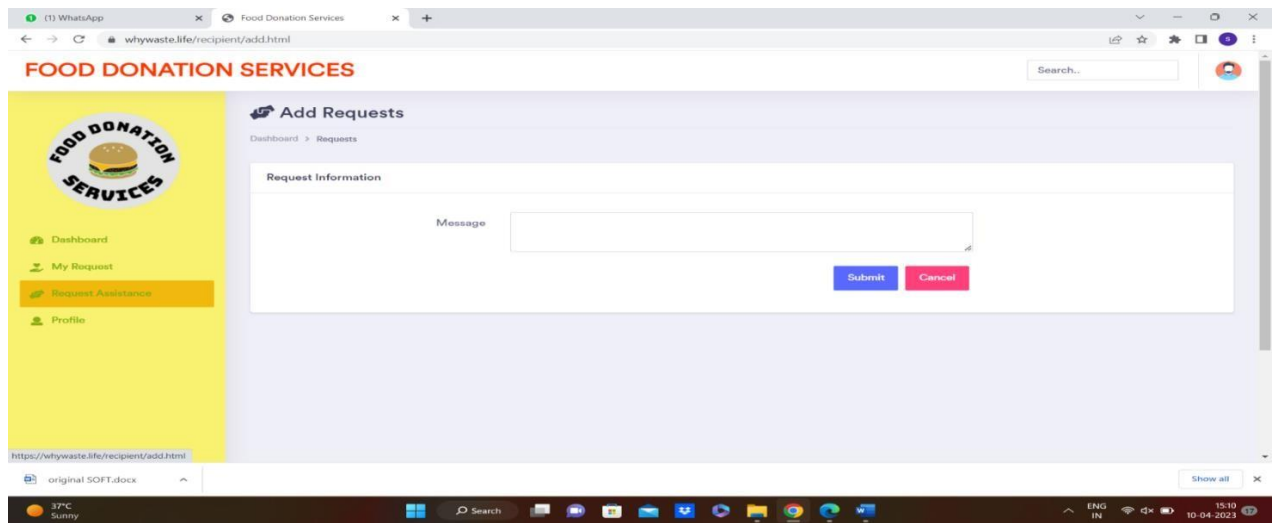 (1) WhatsApp
Food Donation Services
whywaste.life/recipient/add.html
S
FOOD DONATION SERVICES
Search..
FOOD DONATION SERVICES
Add Requests
Dashboard > Requests
Request Information
Message
Submit
Cancel
Dashboard
My Request
Request Assistance
Profile
https://whywaste.life/recipient/add.html
original SOFT.docx
Show all
37°C
Sunny
Search
ENG
IN
15:10
10-04-2023